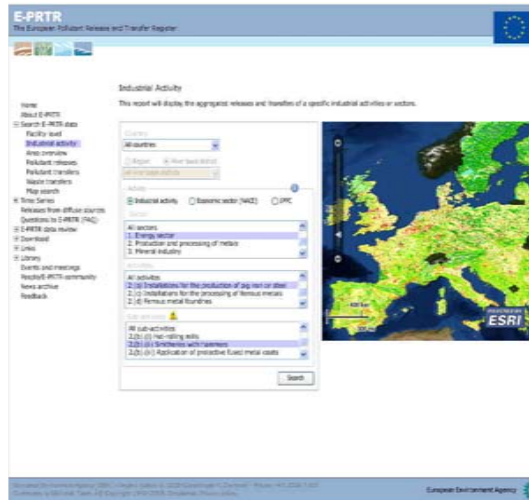 E-PRTR
The European Pollutant Release and Transfer Register
Industrial Activity
This report will display the aggregated releases and transfers of a specific industrial activities or sectors.
Home
About E-PRTR
Search E-PRTR data
Facility level
Industrial activity
Area overview
Pollutant releases
Pollutant transfers
Waste transfers
Map search
Time Series
Releases from diffuse sources
Questions to E-PRTR (FAQ)
E-PRTR data review
Download
Links
Library
Events and meetings
News archive
Feedback
Country
All countries
Region
River basin district
Activity
Industrial activity
Economic sector (NACE)
IPPC
Sector
All sectors
1. Energy sector
2. Production and processing of metals
3. Mineral industry
Activities
All activities
2.(b) Installations for the production of pig iron or steel
2.(c) Installations for the processing of ferrous metals
2.(d) Ferrous metal foundries
Sub-activities
All sub-activities
2.(b).(i) Hot-rolling mills
2.(b).(ii) Smitheries with hammers
2.(b).(iii) Application of protective fused metal coats
Search
400 km
ESRI
European Environment Agency